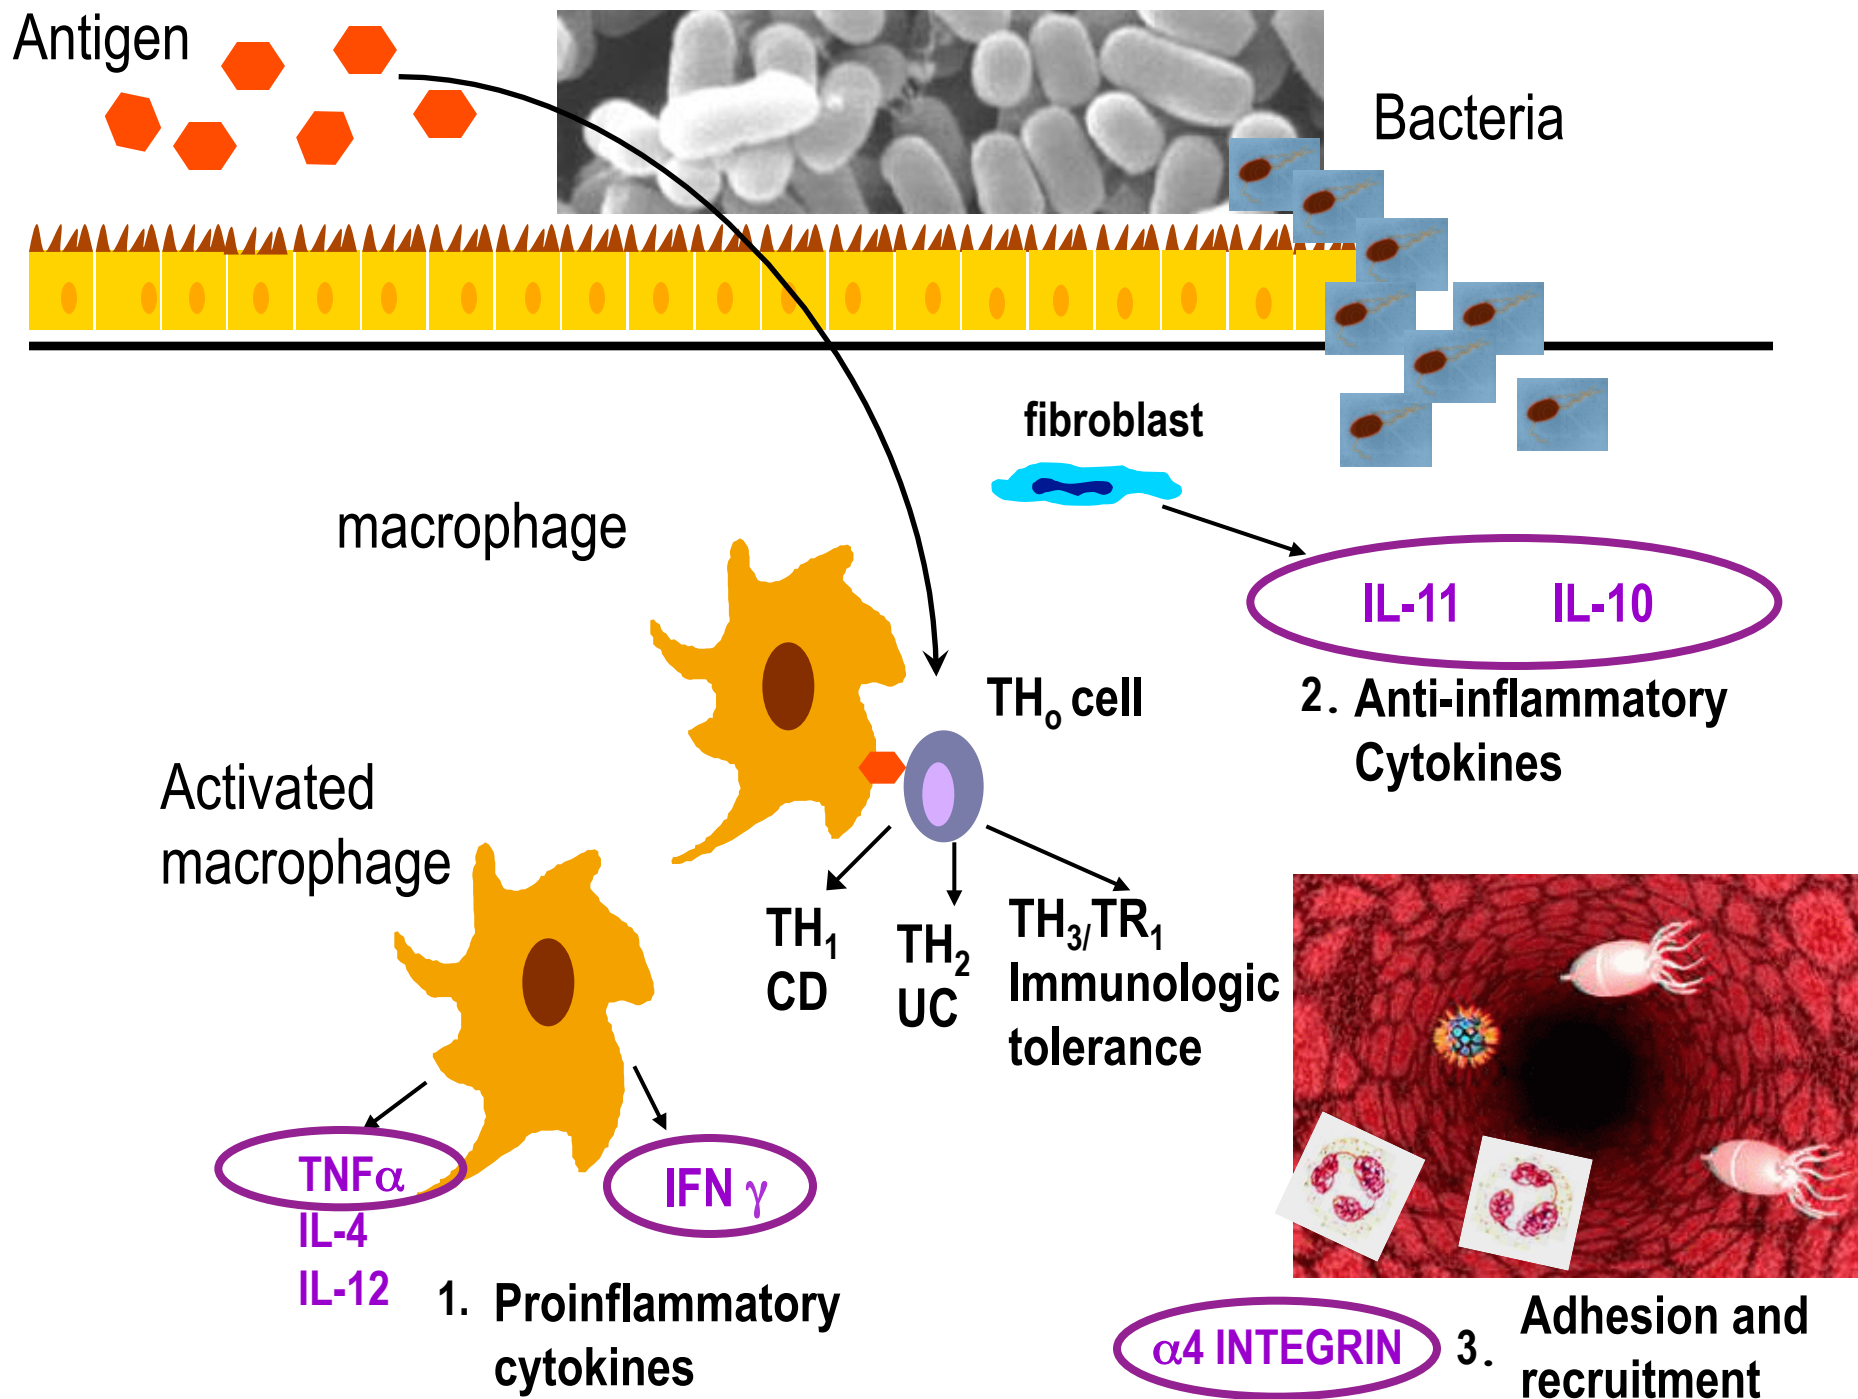 Antigen
Bacteria
fibroblast
macrophage
IL-11 IL-10
THo cell
2. Anti-inflammatory
Cytokines
Activated
macrophage
TH1
CD
TH2
UC
TH3/TR1
Immunologic
tolerance
TNFα
IL-4
IL-12
IFN γ
1. Proinflammatory
cytokines
α4 INTEGRIN
3. Adhesion and
recruitment